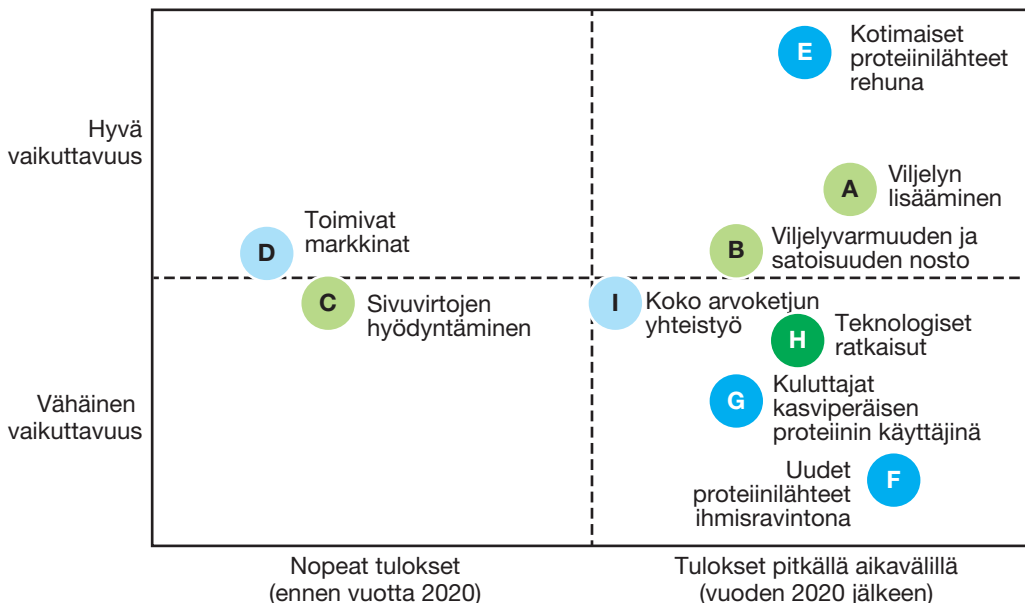 Hyvä
vaikuttavuus
Vähäinen
vaikuttavuus
E
Kotimaiset
proteiinilähteet
rehuna
A
Viljelyn
lisääminen
D
Toimivat
markkinat
B
Viljelyvarmuuden ja
satoisuuden nosto
C
Sivuvirtojen
hyödyntäminen
I
Koko arvoketjun
yhteistyö
H
Teknologiset
ratkaisut
G
Kuluttajat
kasviperäisen
proteiinin käyttäjinä
Uudet
proteiinilähteet
ihmisravintona
F
Nopeat tulokset
(ennen vuotta 2020)
Tulokset pitkällä aikavälillä
(vuoden 2020 jälkeen)